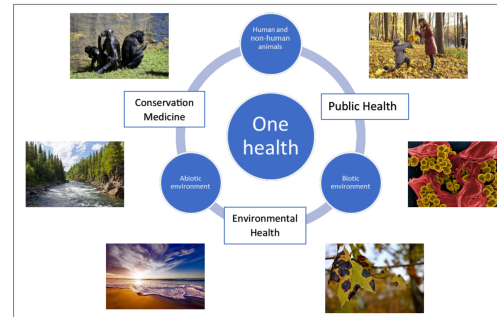 Human and
non-human
animals
Conservation
Medicine
Public Health
One
health
Abiotic
environment
Biotic
environment
Environmental
Health